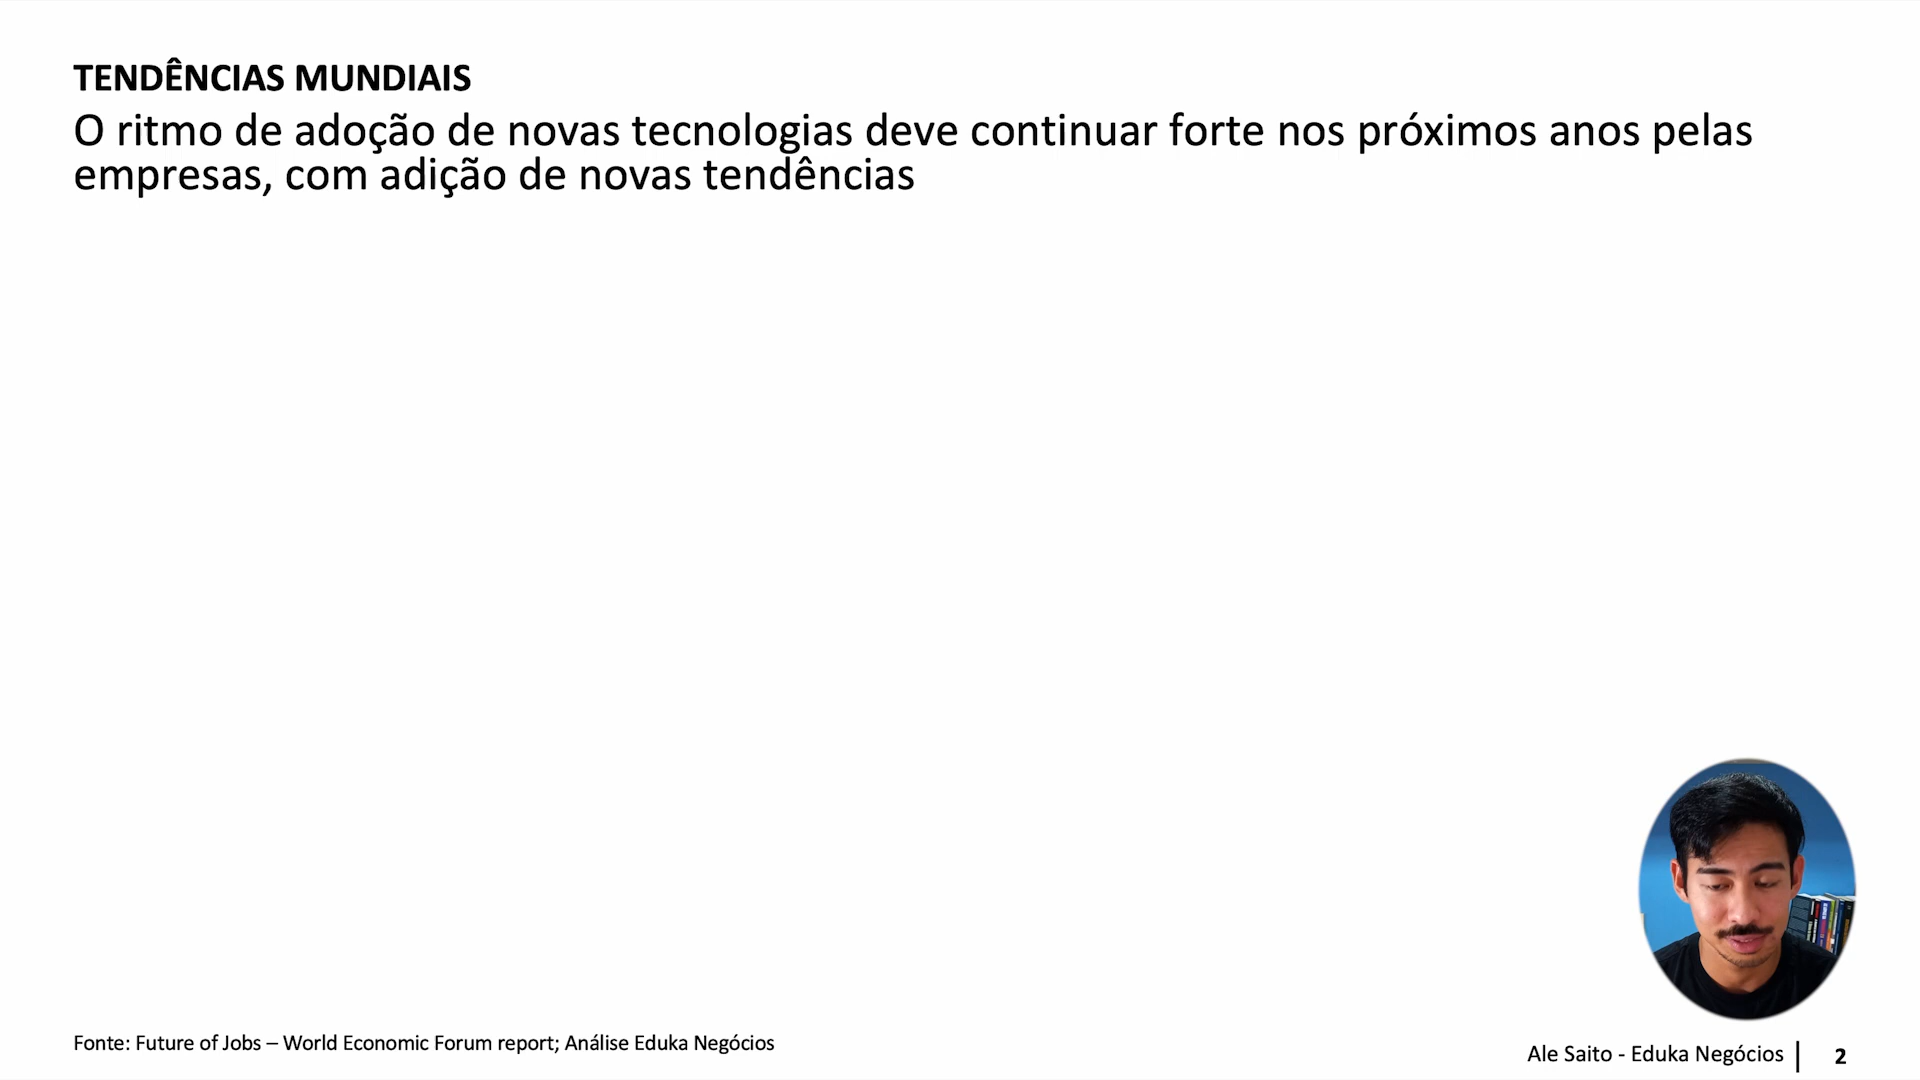 TENDÊNCIAS MUNDIAIS
O ritmo de adoção de novas tecnologias deve continuar forte nos próximos anos pelas
empresas, com adição de novas tendências
Fonte: Future of Jobs – World Economic Forum report; Análise Eduka Negócios
Ale Saito - Eduka Negócios | 2